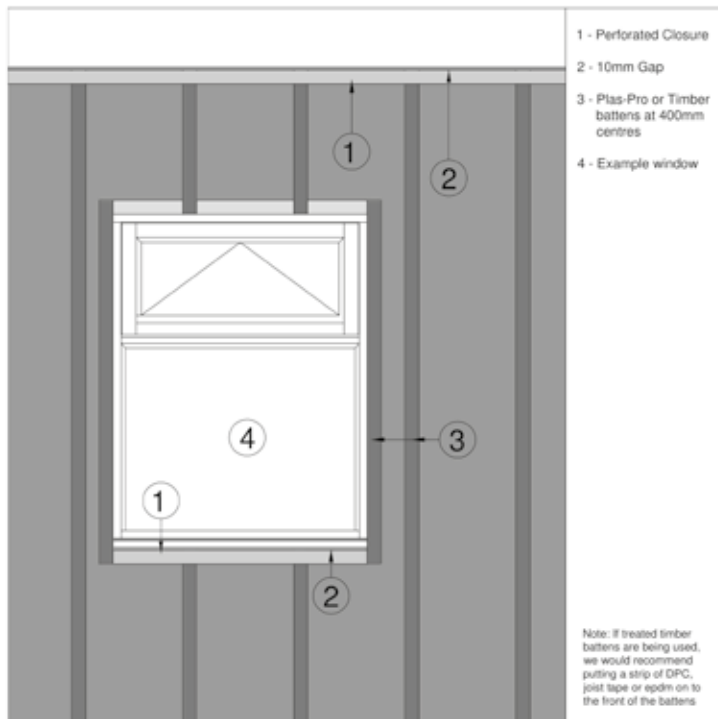 1 - Perforated Closure
2 - 10mm Gap
3 - Plas-Pro or Timber
battens at 400mm
centres
4 - Example window
1
2
4
3
1
2
Note: If treated timber
battens are being used,
we would recommend
putting a strip of DPC,
joist tape or epdm on to
the front of the battens